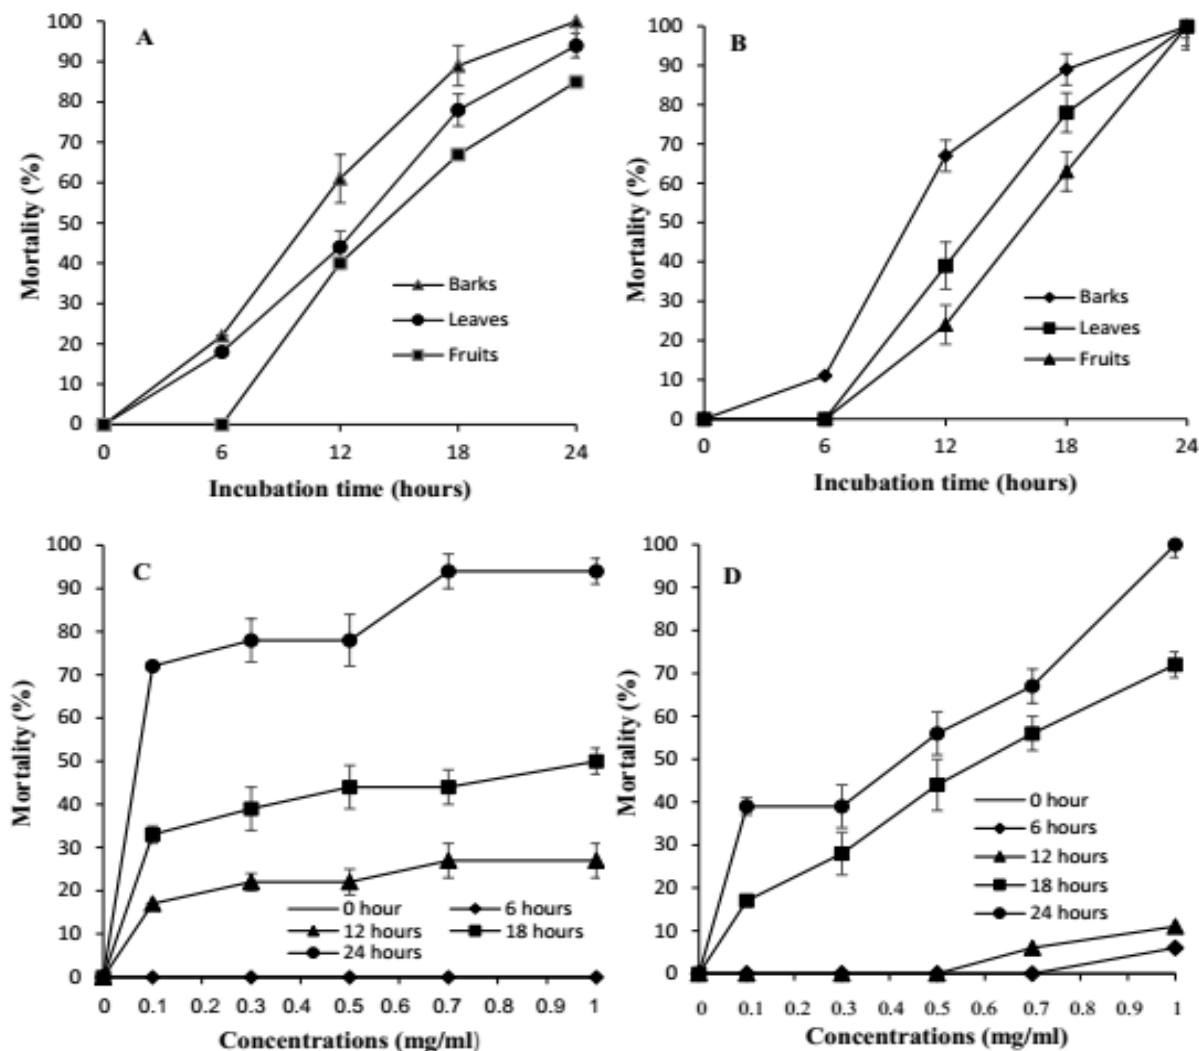 A
100
90
80
70
60
50
40
30
20
10
0
Mortality (%)
Barks
Leaves
Fruits
0 6 12 18 24
Incubation time (hours)
B
100
90
80
70
60
50
40
30
20
10
0
Mortality (%)
Barks
Leaves
Fruits
0 6 12 18 24
Incubation time (hours)
C
100
90
80
70
60
50
40
30
20
10
0
Mortality (%)
0 hour 6 hours
12 hours 18 hours
24 hours
0 0.1 0.2 0.3 0.4 0.5 0.6 0.7 0.8 0.9 1
Concentrations (mg/ml)
D
100
90
80
70
60
50
40
30
20
10
0
Mortality (%)
0 hour
6 hours
12 hours
18 hours
24 hours
0 0.1 0.2 0.3 0.4 0.5 0.6 0.7 0.8 0.9 1
Concentrations (mg/ml)